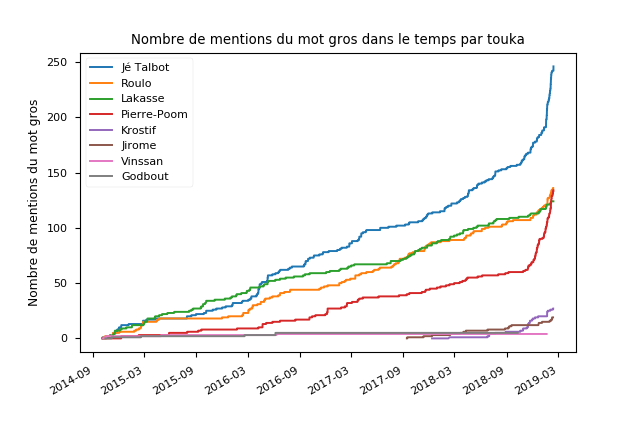 Nombre de mentions du mot gros dans le temps par touka
Nombre de mentions du mot gros
250
200
150
100
50
0
Jé Talbot
Roulo
Lakasse
Pierre-Poom
Krostif
Jirome
Vinssan
Godbout
2014-09
2015-03
2015-09
2016-03
2016-09
2017-03
2017-09
2018-03
2018-09
2019-03